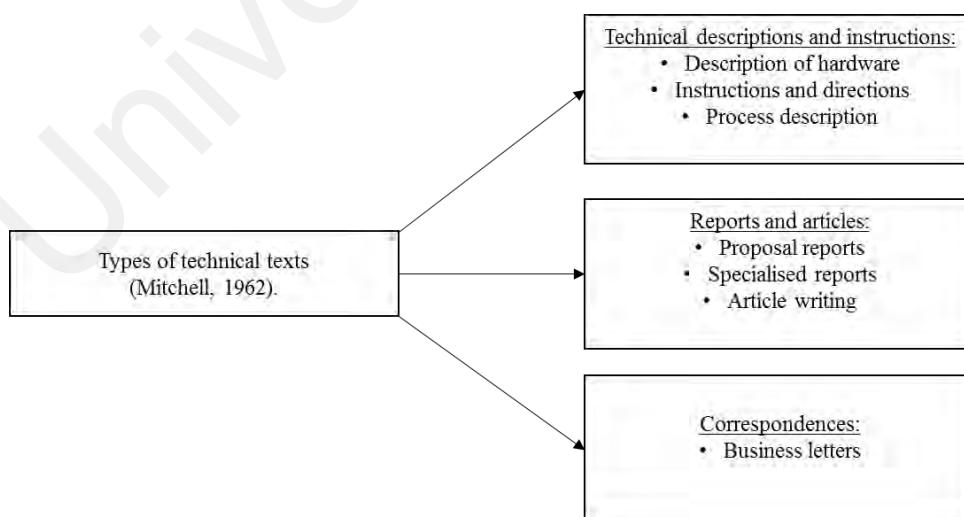 Univers
Types of technical texts
(Mitchell, 1962).
Technical descriptions and instructions:
• Description of hardware
• Instructions and directions
• Process description
Reports and articles:
• Proposal reports
• Specialised reports
• Article writing
Correspondences:
• Business letters